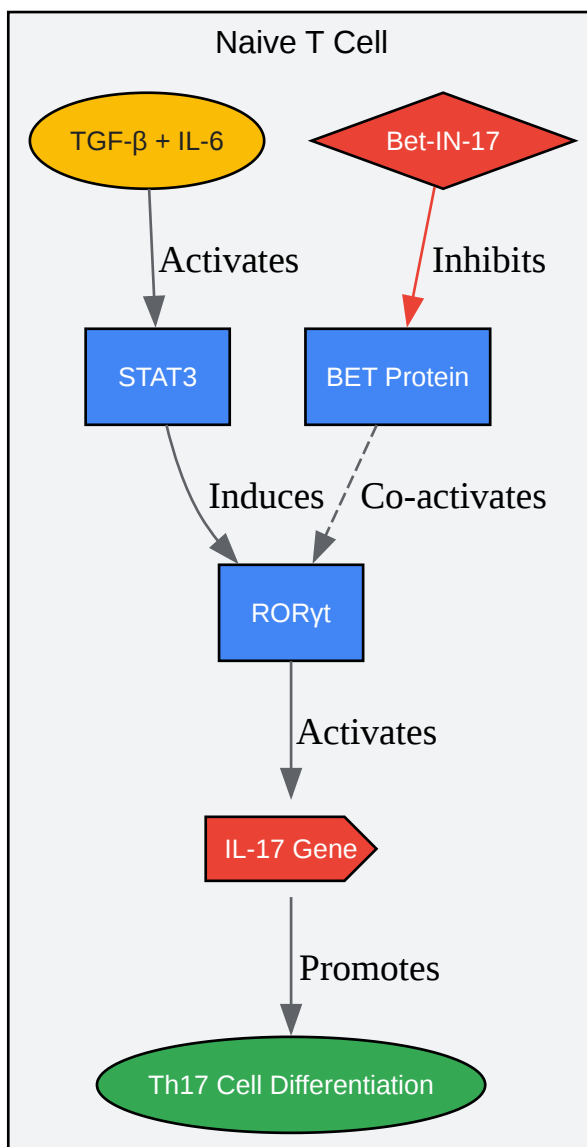 Naive T Cell
TGF-β + IL-6
Bet-IN-17
Activates
Inhibits
STAT3
BET Protein
Induces
Co-activates
RORγt
Activates
IL-17 Gene
Promotes
Th17 Cell Differentiation